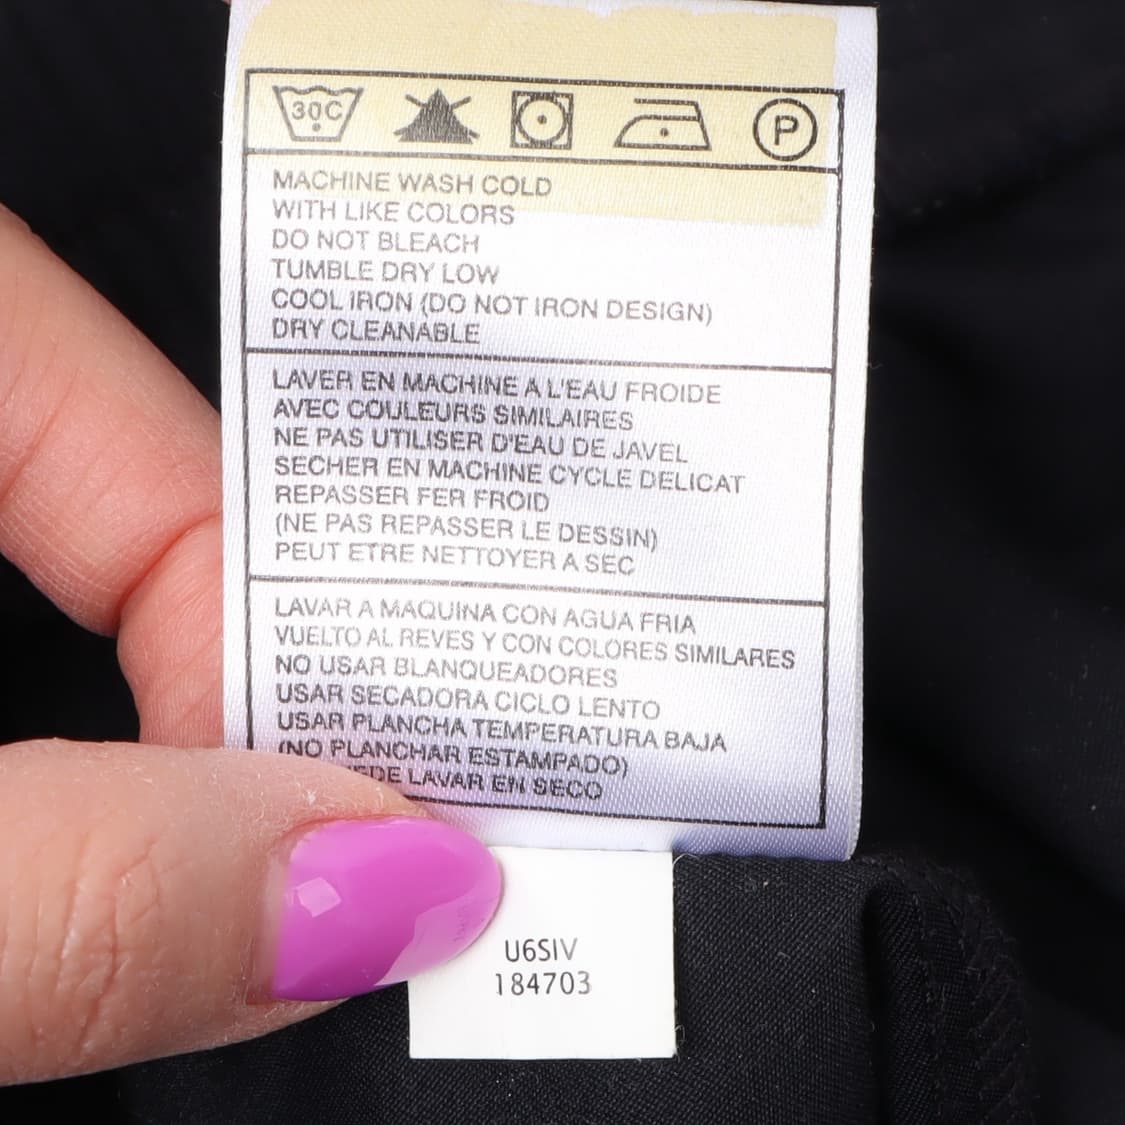 30C
P
MACHINE WASH COLD
WITH LIKE COLORS
DO NOT BLEACH
TUMBLE DRY LOW
COOL IRON (DO NOT IRON DESIGN)
DRY CLEANABLE
LAVER EN MACHINE A L'EAU FROIDE
AVEC COULEURS SIMILAIRES
NE PAS UTILISER D'EAU DE JAVEL
SECHER EN MACHINE CYCLE DELICAT
REPASSER FER FROID
(NE PAS REPASSER LE DESSIN)
PEUT ETRE NETTOYER A SEC
LAVAR A MAQUINA CON AGUA FRIA
VUELTO AL REVES Y CON COLORES SIMILARES
NO USAR BLANQUEADORES
USAR SECADORA CICLO LENTO
USAR PLANCHA TEMPERATURA BAJA
(NO PLANCHAR ESTAMPADO)
LAVAR EN SECO
U6SIV
184703